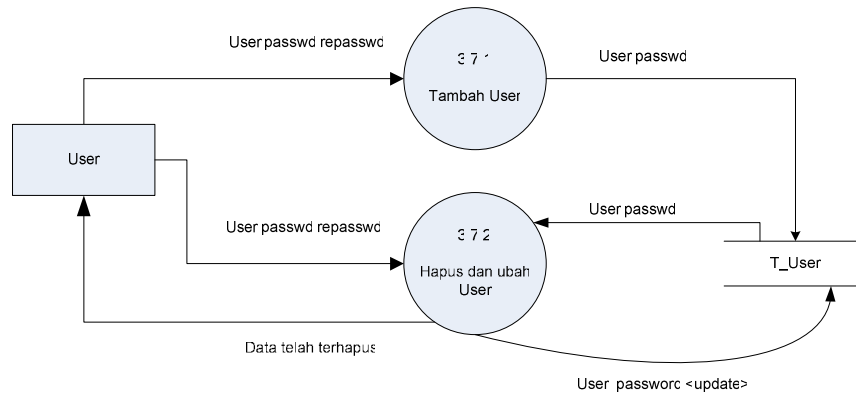 User passwd repasswd
3 7 1
Tambah User
User passwd
User
User passwd repasswd
3 7 2
Hapus dan ubah
User
User passwd
T_User
Data telah terhapus
User password <update>